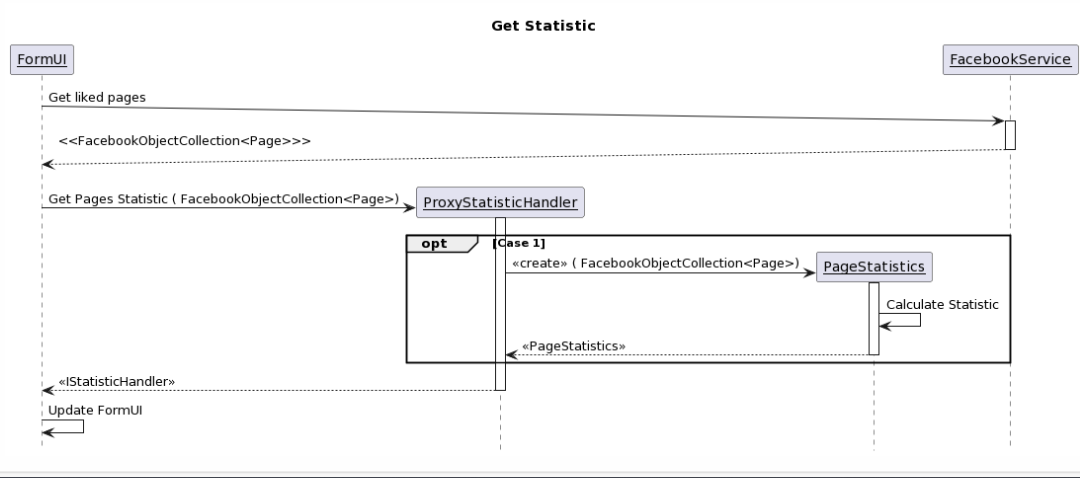 Get Statistic
FormUI
FacebookService
Get liked pages
<<FacebookObjectCollection<Page>>>
Get Pages Statistic ( FacebookObjectCollection<Page>)
ProxyStatisticHandler
opt [Case 1]
«create» ( FacebookObjectCollection<Page>)
PageStatistics
Calculate Statistic
«PageStatistics»
«IStatisticHandler»
Update FormUI